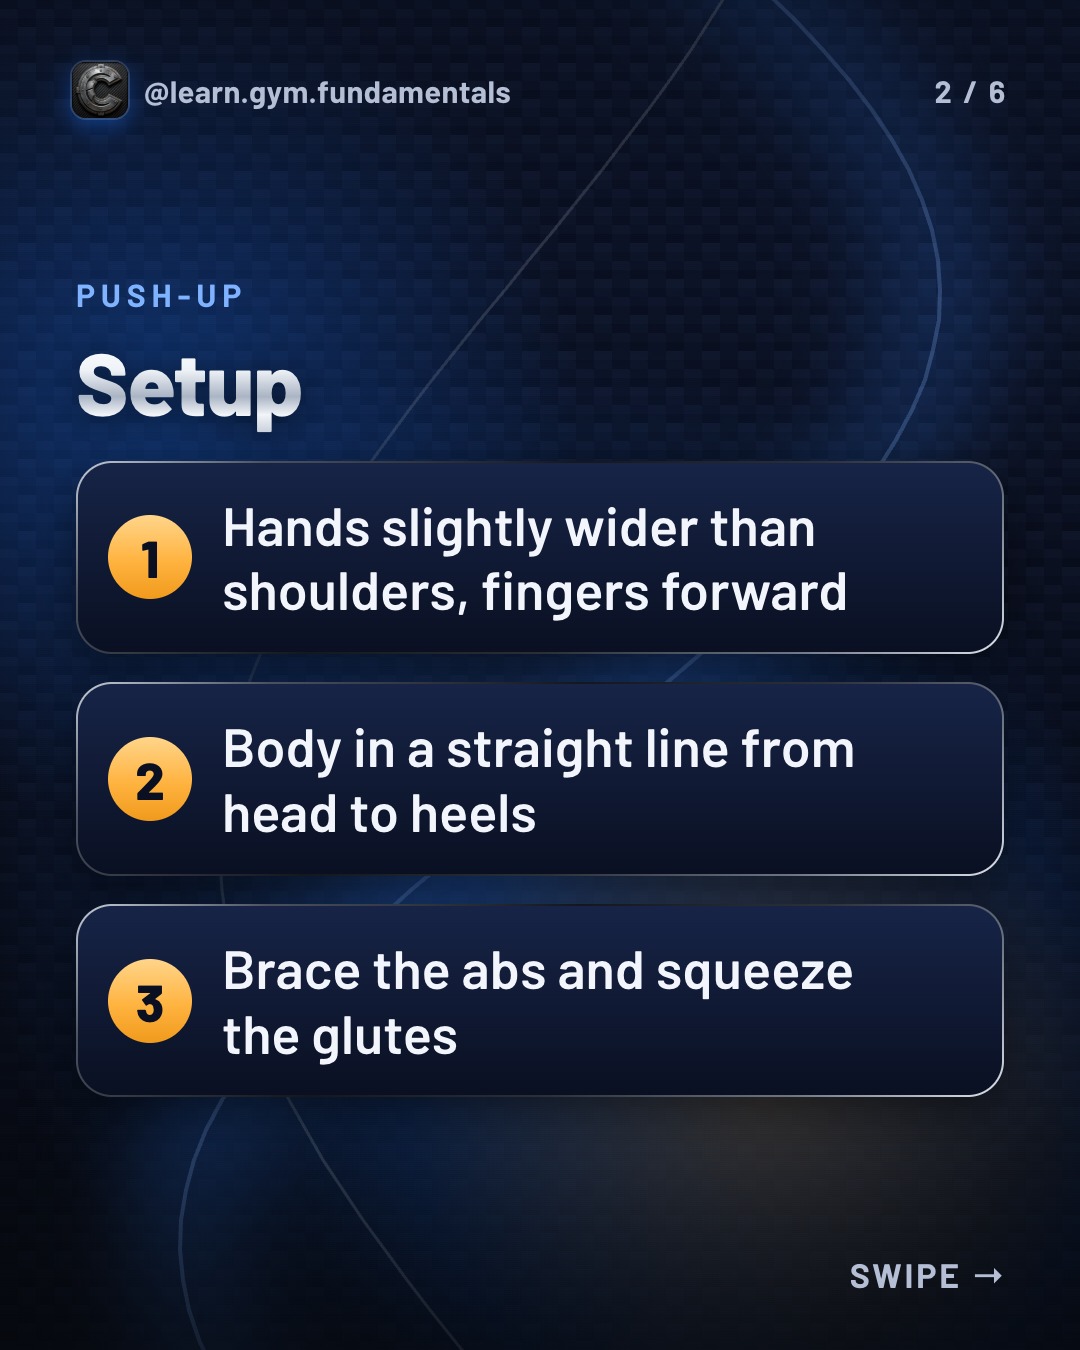 @learn.gym.fundamentals
2 / 6
PUSH-UP
Setup
1
Hands slightly wider than
shoulders, fingers forward
2
Body in a straight line from
head to heels
3
Brace the abs and squeeze
the glutes
SWIPE →